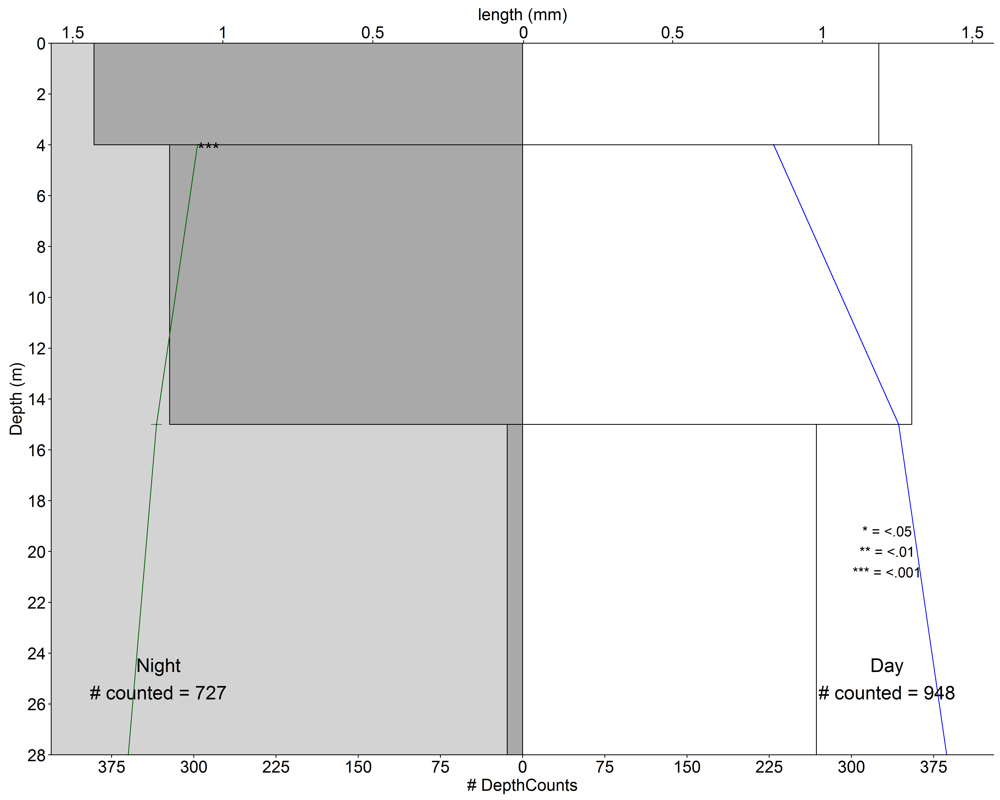 length (mm)
1.5 1 0.5 0 0.5 1 1.5
0
2
4
***
6
8
10
12
Depth (m)
14
16
18
* = <.05
20
** = <.01
*** = <.001
22
24
Night Day
# counted = 727 # counted = 948
26
28
375 300 225 150 75 0 75 150 225 300 375
# DepthCounts